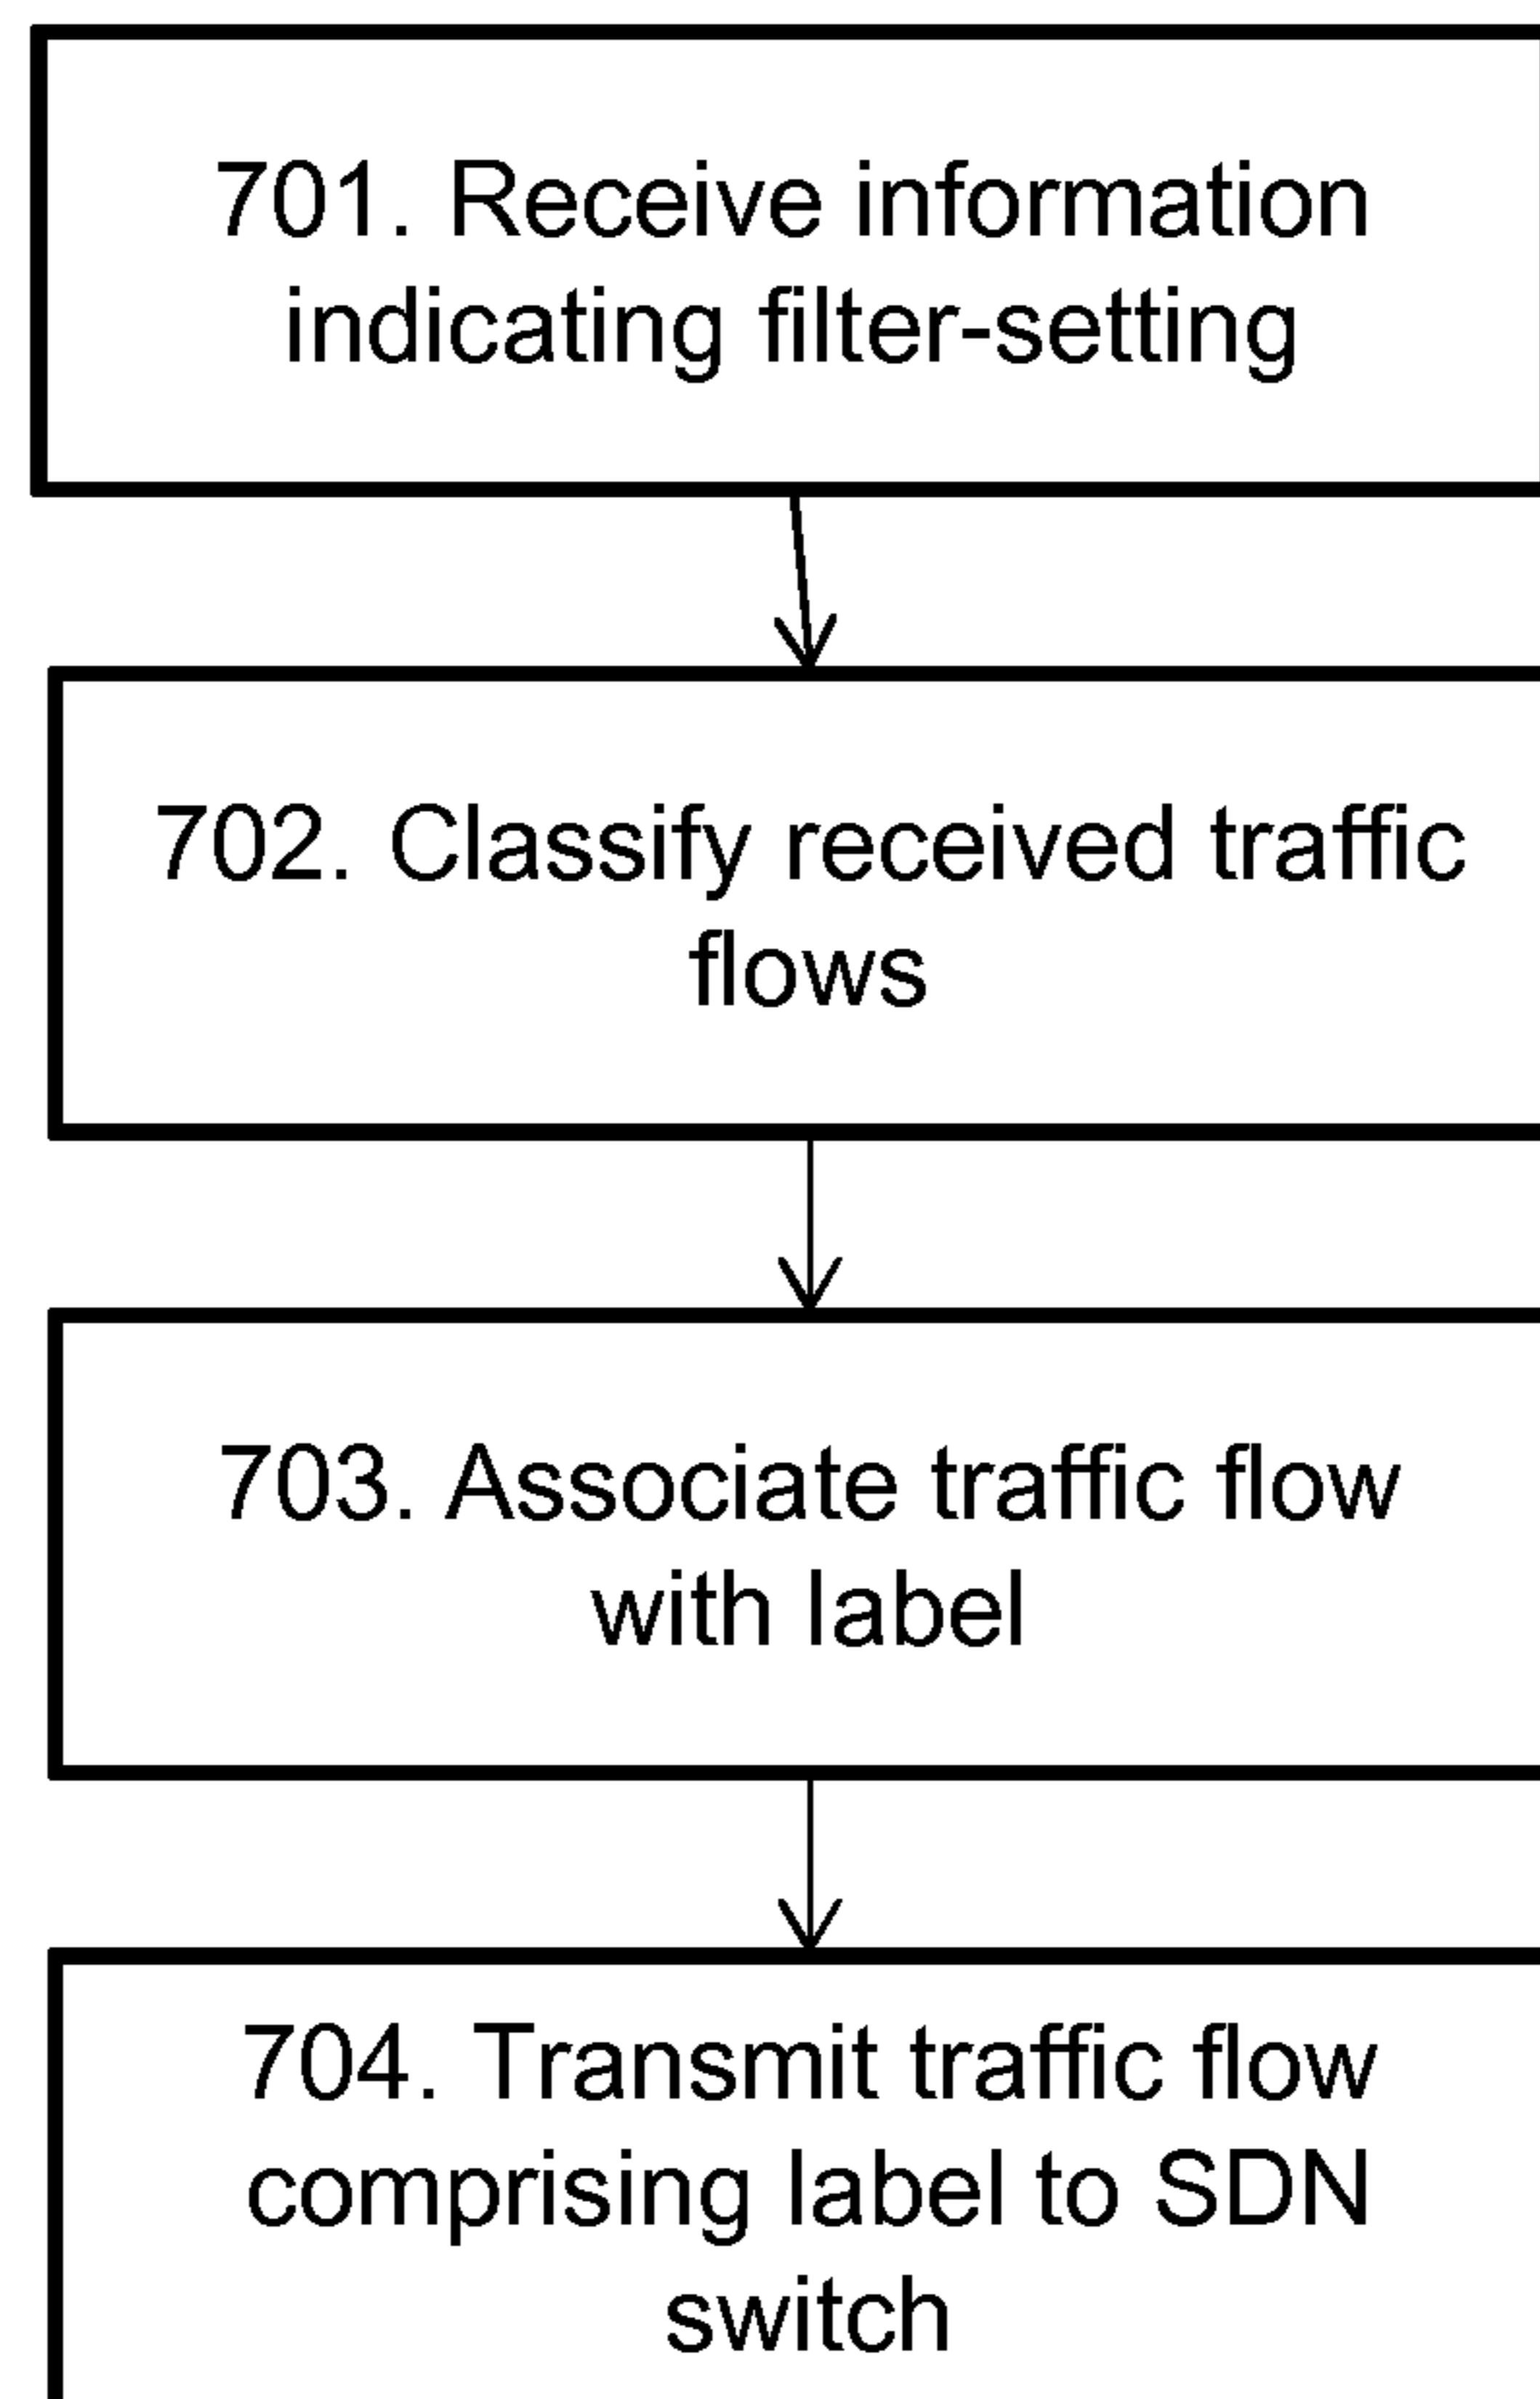 701. Receive information
indicating filter-setting
702. Classify received traffic
flows
703. Associate traffic flow
with label
704. Transmit traffic flow
comprising label to SDN
switch